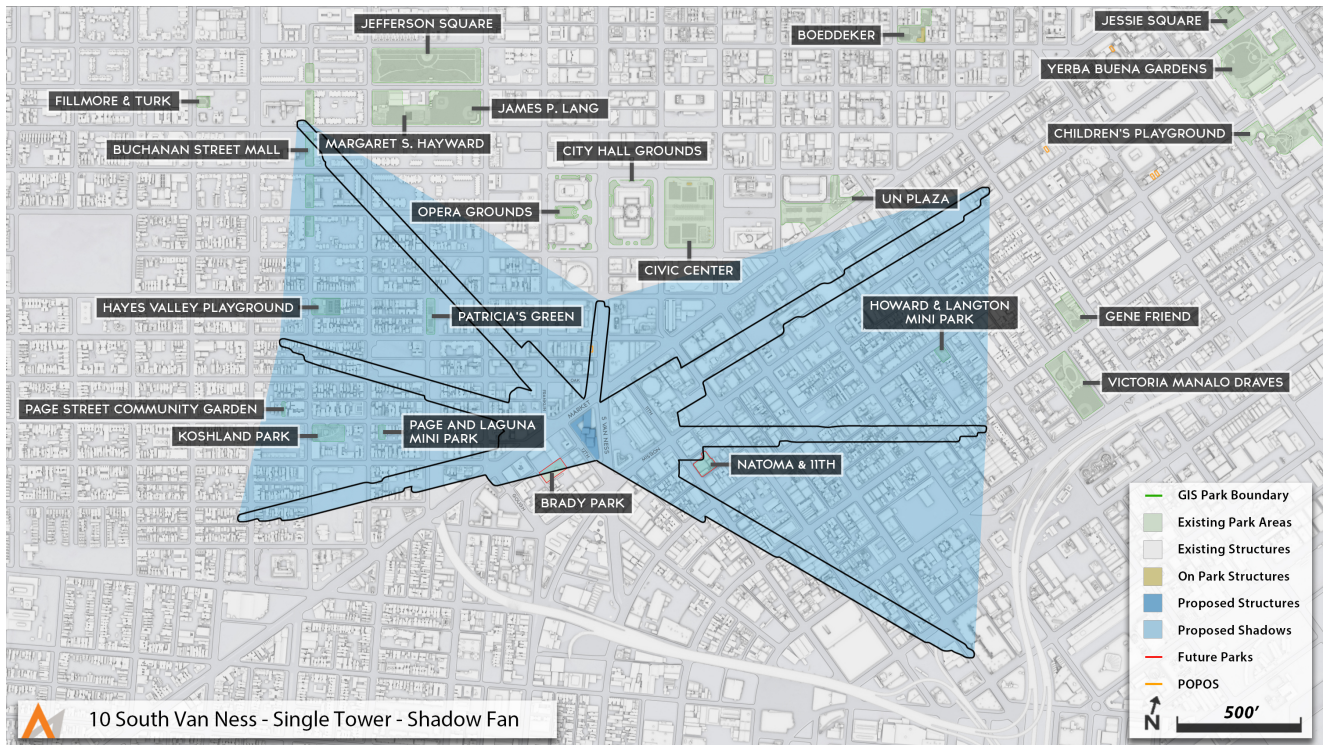 JEFFERSON SQUARE
BOEDDEKER
JESSIE SQUARE
YERBA BUENA GARDENS
FILLMORE & TURK
JAMES P. LANG
CHILDREN'S PLAYGROUND
MARGARET S. HAYWARD
BUCHANAN STREET MALL
CITY HALL GROUNDS
UN PLAZA
OPERA GROUNDS
CIVIC CENTER
HAYES VALLEY PLAYGROUND
PATRICIA'S GREEN
HOWARD & LANGTON
MINI PARK
GENE FRIEND
VICTORIA MANALO DRAVES
PAGE STREET COMMUNITY GARDEN
MARKET
S VAN NESS
11TH
KOSHLAND PARK
PAGE AND LAGUNA
MINI PARK
NATOMA & 11TH
BRADY PARK
GIS Park Boundary
Existing Park Areas
Existing Structures
On Park Structures
Proposed Structures
Proposed Shadows
Future Parks
POPOS
N
500'
10 South Van Ness - Single Tower - Shadow Fan